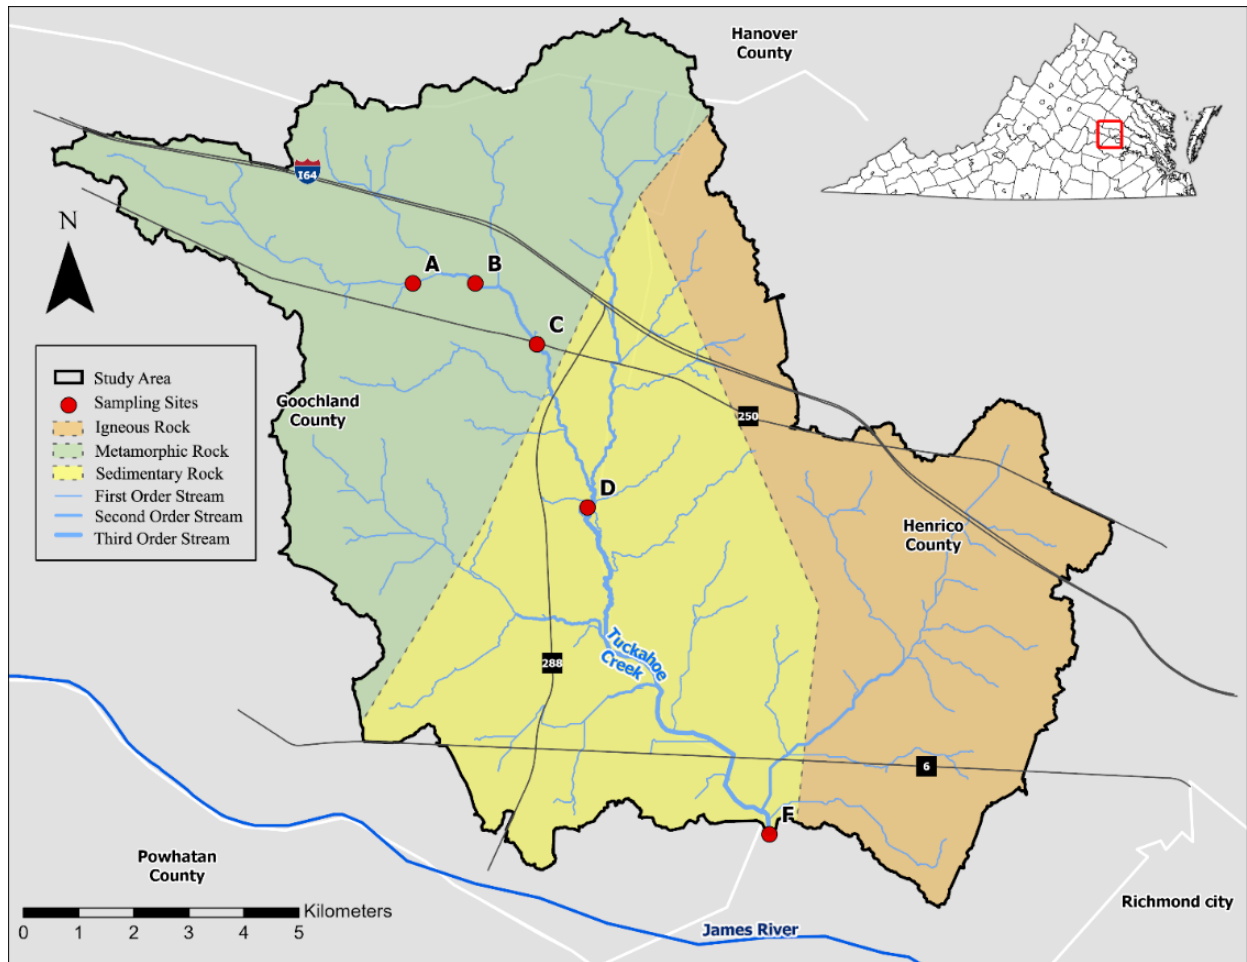 Hanover
County
I64
N
A
B
C
Study Area
Sampling Sites
Igneous Rock
Metamorphic Rock
Sedimentary Rock
First Order Stream
Second Order Stream
Third Order Stream
Goochland
County
250
D
Henrico
County
Tuckahoe
Creek
288
6
F
Powhatan
County
Richmond city
James River
Kilometers
0 1 2 3 4 5